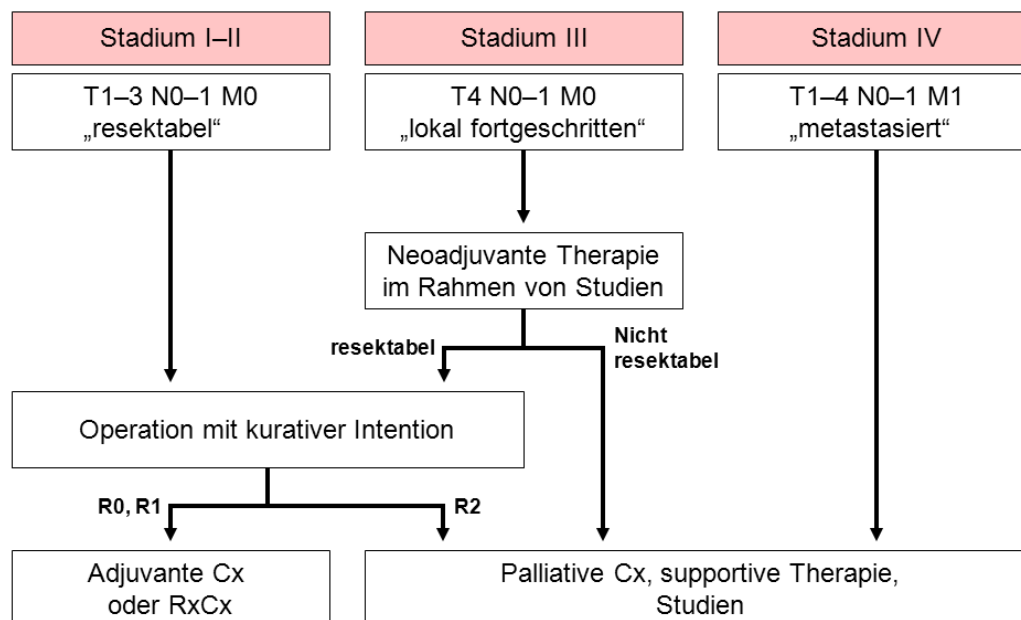 Stadium I–II
Stadium III
Stadium IV
T1–3 N0–1 M0
„resektabel“
T4 N0–1 M0
„lokal fortgeschritten“
T1–4 N0–1 M1
„metastasiert“
Neoadjuvante Therapie
im Rahmen von Studien
resektabel
Nicht
resektabel
Operation mit kurativer Intention
R0, R1
R2
Adjuvante Cx
oder RxCx
Palliative Cx, supportive Therapie,
Studien